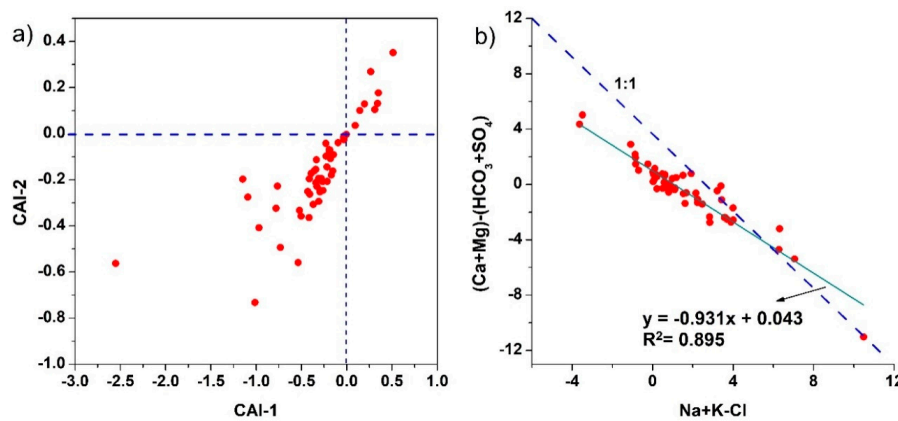 a)
0.4
0.2
0.0
-0.2
-0.4
-0.6
-0.8
-1.0
CAI-2
-3.0 -2.5 -2.0 -1.5 -1.0 -0.5 0.0 0.5 1.0
CAI-1
b)
12
8
4
0
-4
-8
-12
(Ca+Mg)-(HCO₃+SO₄)
1:1
y = -0.931x + 0.043
R²= 0.895
-4 0 4 8 12
Na+K-Cl